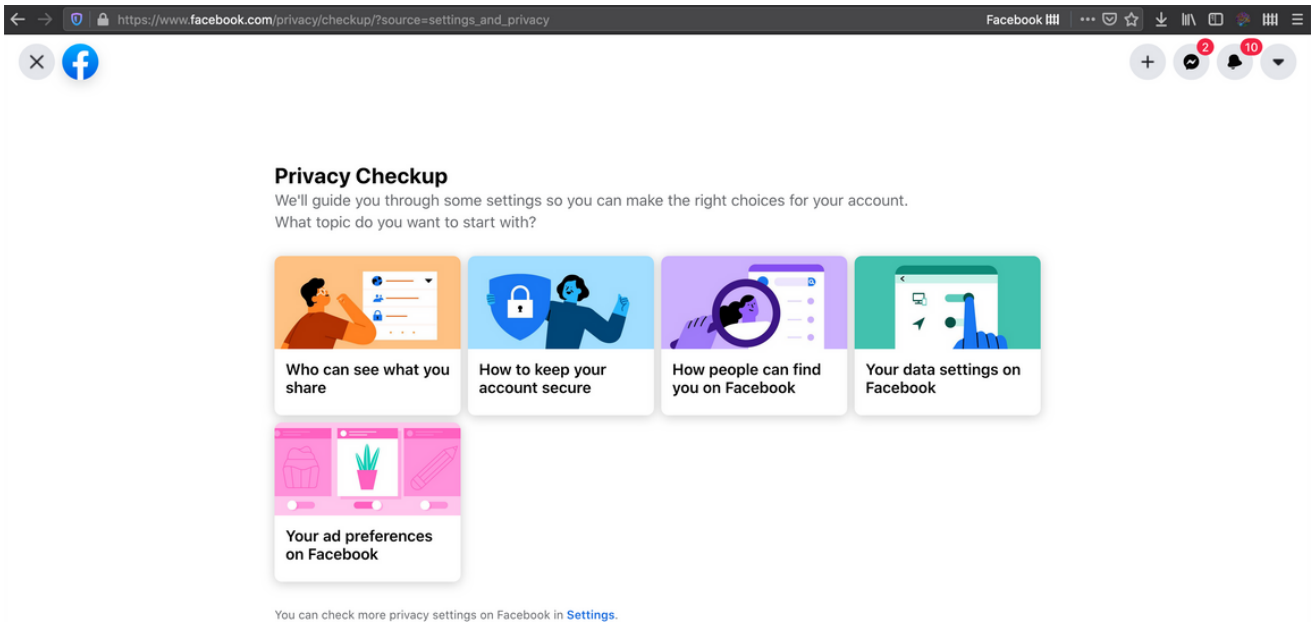 https://www.facebook.com/privacy/checkup/?source=settings_and_privacy
Facebook
2
10
Privacy Checkup
We'll guide you through some settings so you can make the right choices for your account.
What topic do you want to start with?
Who can see what you
share
How to keep your
account secure
How people can find
you on Facebook
Your data settings on
Facebook
Your ad preferences
on Facebook
You can check more privacy settings on Facebook in Settings.